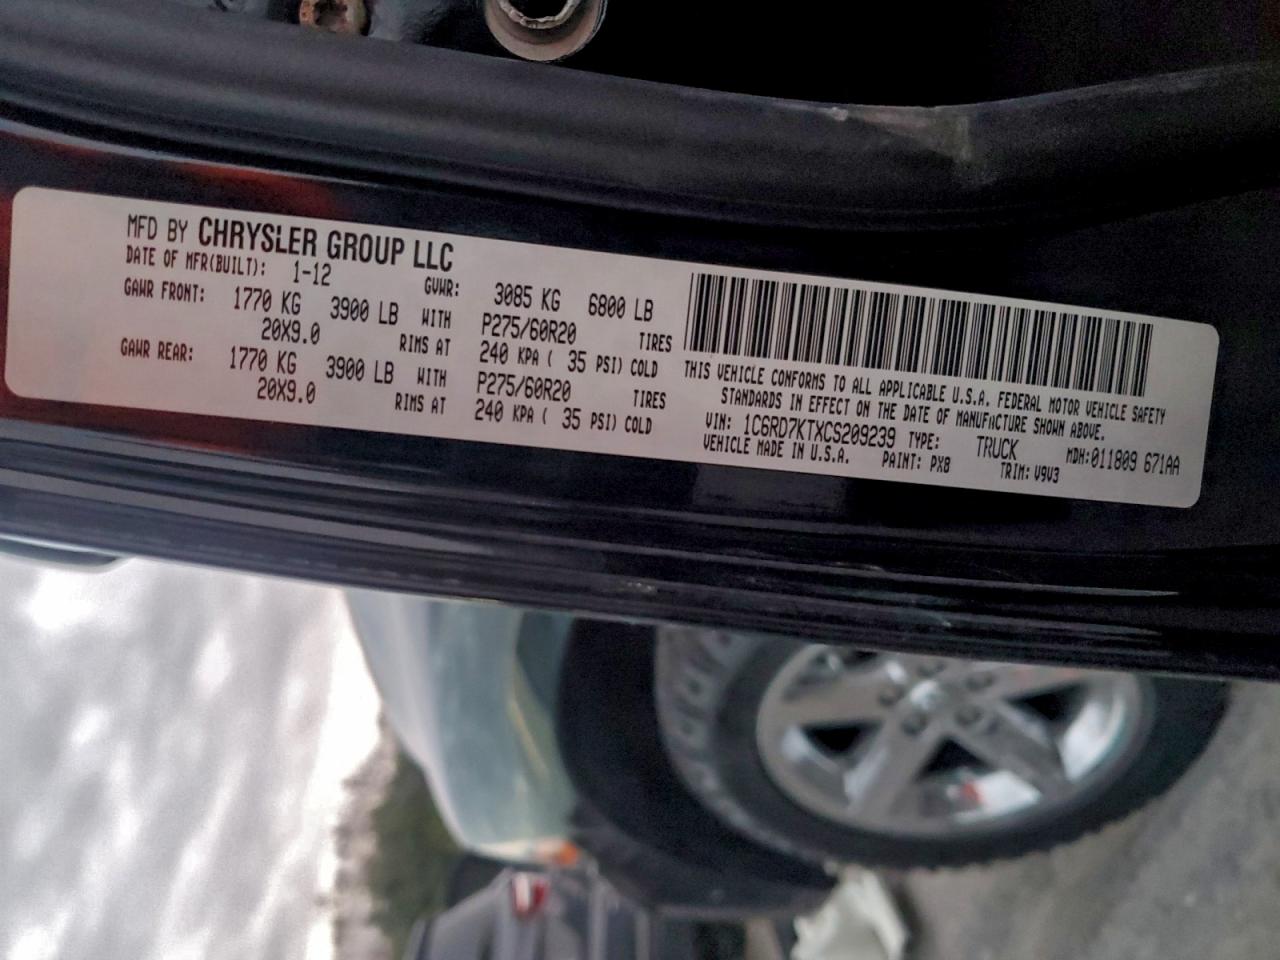 MFD BY CHRYSLER GROUP LLC
DATE OF MFR(BUILT): 1-12 GVWR: 3085 KG 6800 LB
GAWR FRONT: 1770 KG 3900 LB WITH P275/60R20 TIRES
20X9.0 RIMS AT 240 KPA ( 35 PSI) COLD
GAWR REAR: 1770 KG 3900 LB WITH P275/60R20 TIRES
20X9.0 RIMS AT 240 KPA ( 35 PSI) COLD
THIS VEHICLE CONFORMS TO ALL APPLICABLE U.S.A. FEDERAL MOTOR VEHICLE SAFETY
STANDARDS IN EFFECT ON THE DATE OF MANUFACTURE SHOWN ABOVE.
VIN: 1C6RD7KTXCS209239 TYPE: TRUCK MDH:011809 671AA
VEHICLE MADE IN U.S.A. PAINT: PX8 TRIM: V9V3